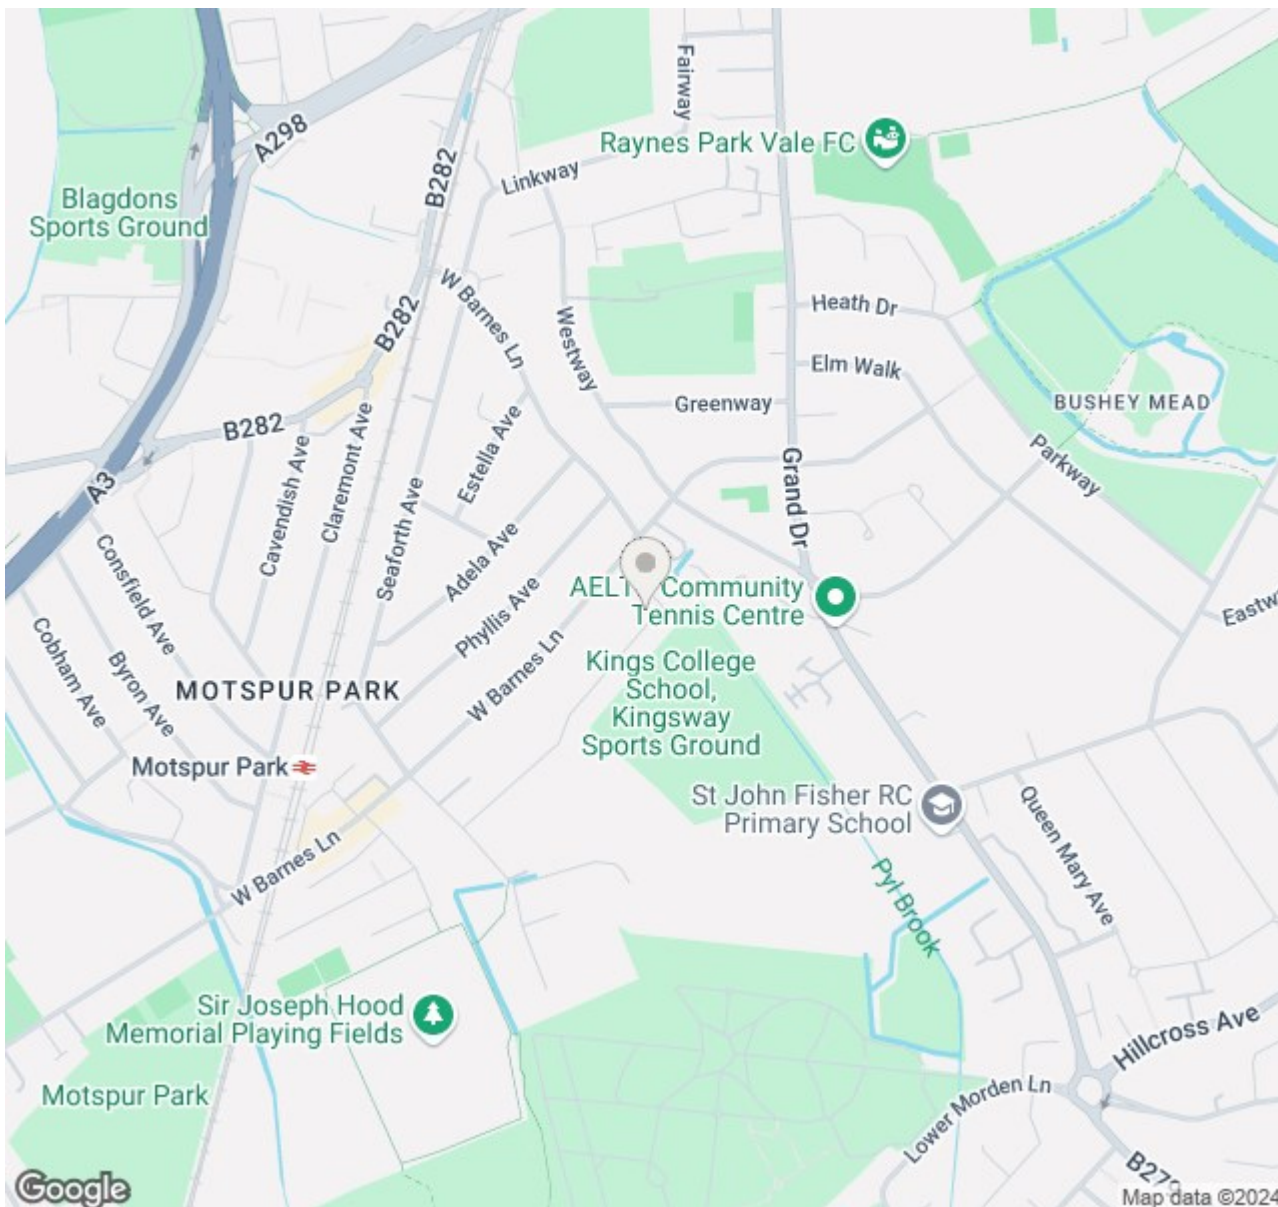 Fairway
A298
Raynes Park Vale FC
B282
Linkway
Blagdons
Sports Ground
W Barnes Ln
Heath Dr
B282
Westway
Elm Walk
Greenway
BUSHEY MEAD
B282
Estella Ave
Parkway
Claremont Ave
Cavendish Ave
Grand Dr
A3
Seaforth Ave
Adela Ave
Consfield Ave
AELT Community
Tennis Centre
Phyllis Ave
Cobham Ave
Byron Ave
W Barnes Ln
Kings College
School,
Kingsway
Sports Ground
MOTSPUR PARK
Motspur Park
St John Fisher RC
Primary School
Queen Mary Ave
W Barnes Ln
Pyl Brook
Sir Joseph Hood
Memorial Playing Fields
Hillcross Ave
Motspur Park
Lower Morden Ln
Google
Map data ©2024